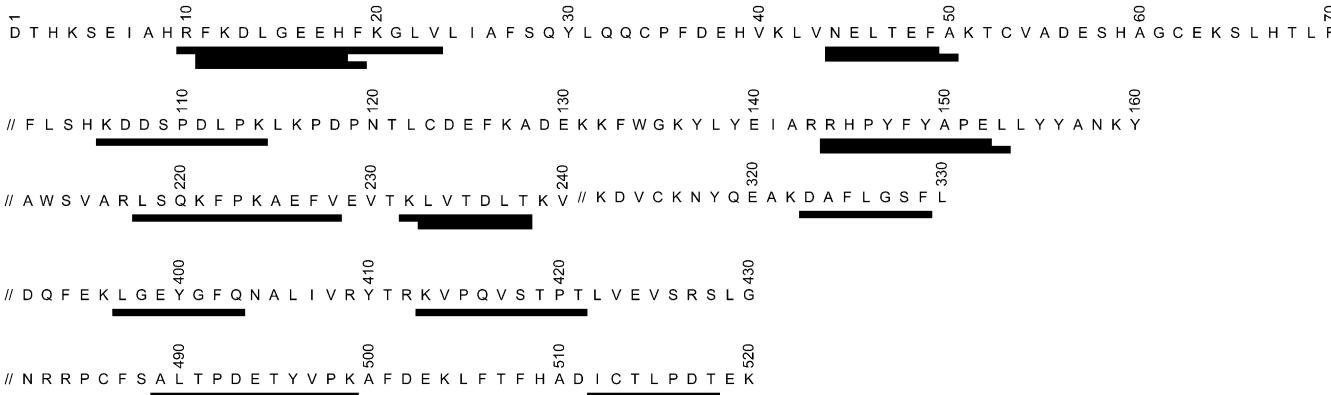 1 10 20 30 40 50 60 70
D T H K S E I A H R F K D L G E E H F K G L V L I A F S Q Y L Q Q C P F D E H V K L V N E L T E F A K T C V A D E S H A G C E K S L H T L F
110 120 130 140 150 160
// F L S H K D D S P D L P K L K P D P N T L C D E F K A D E K K F W G K Y L Y E I A R R H P Y F Y A P E L L Y Y A N K Y
220 230 240 320 330
// A W S V A R L S Q K F P K A E F V E V T K L V T D L T K V // K D V C K N Y Q E A K D A F L G S F L
400 410 420 430
// D Q F E K L G E Y G F Q N A L I V R Y T R K V P Q V S T P T L V E V S R S L G
490 500 510 520
// N R R P C F S A L T P D E T Y V P K A F D E K L F T F H A D I C T L P D T E K